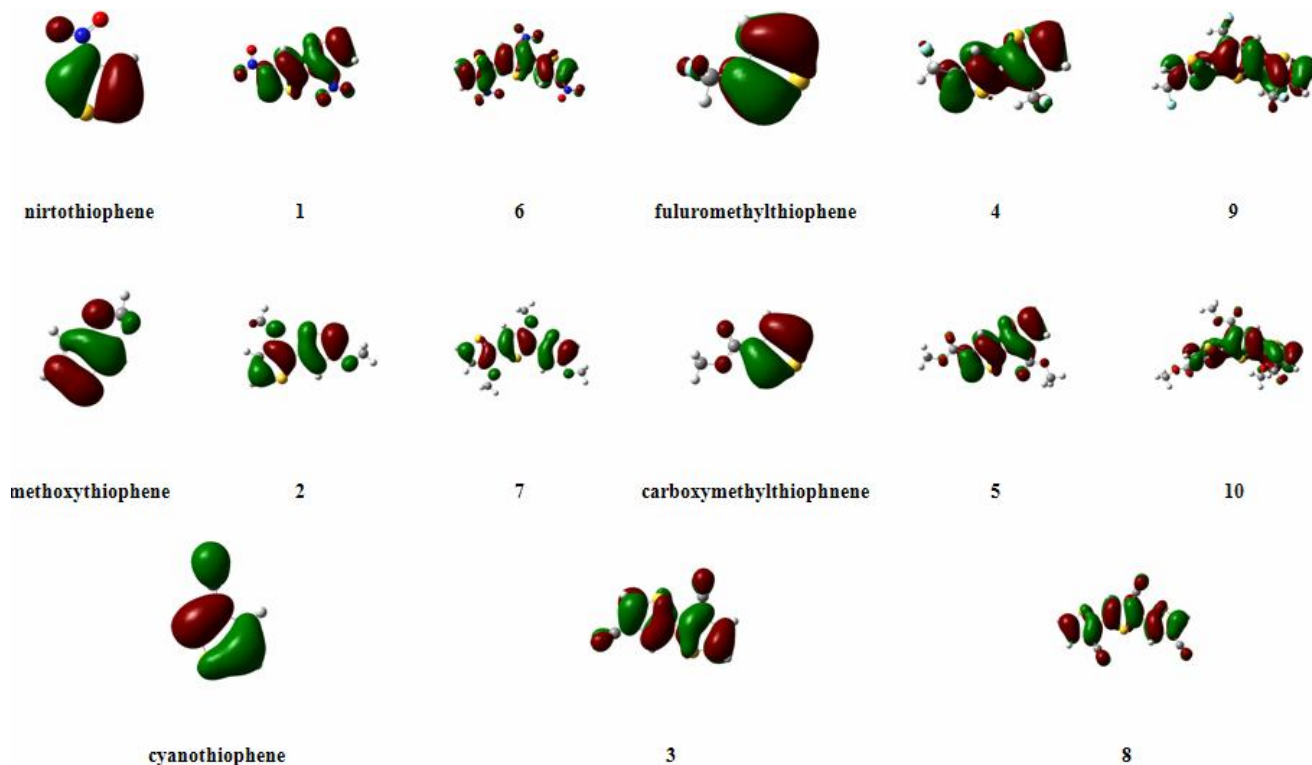 nirtothiophene 1 6 fuluromethylthiophene 4 9
methoxythiophene 2 7 carboxymethylthiophnene 5 10
cyanothiophene 3 8